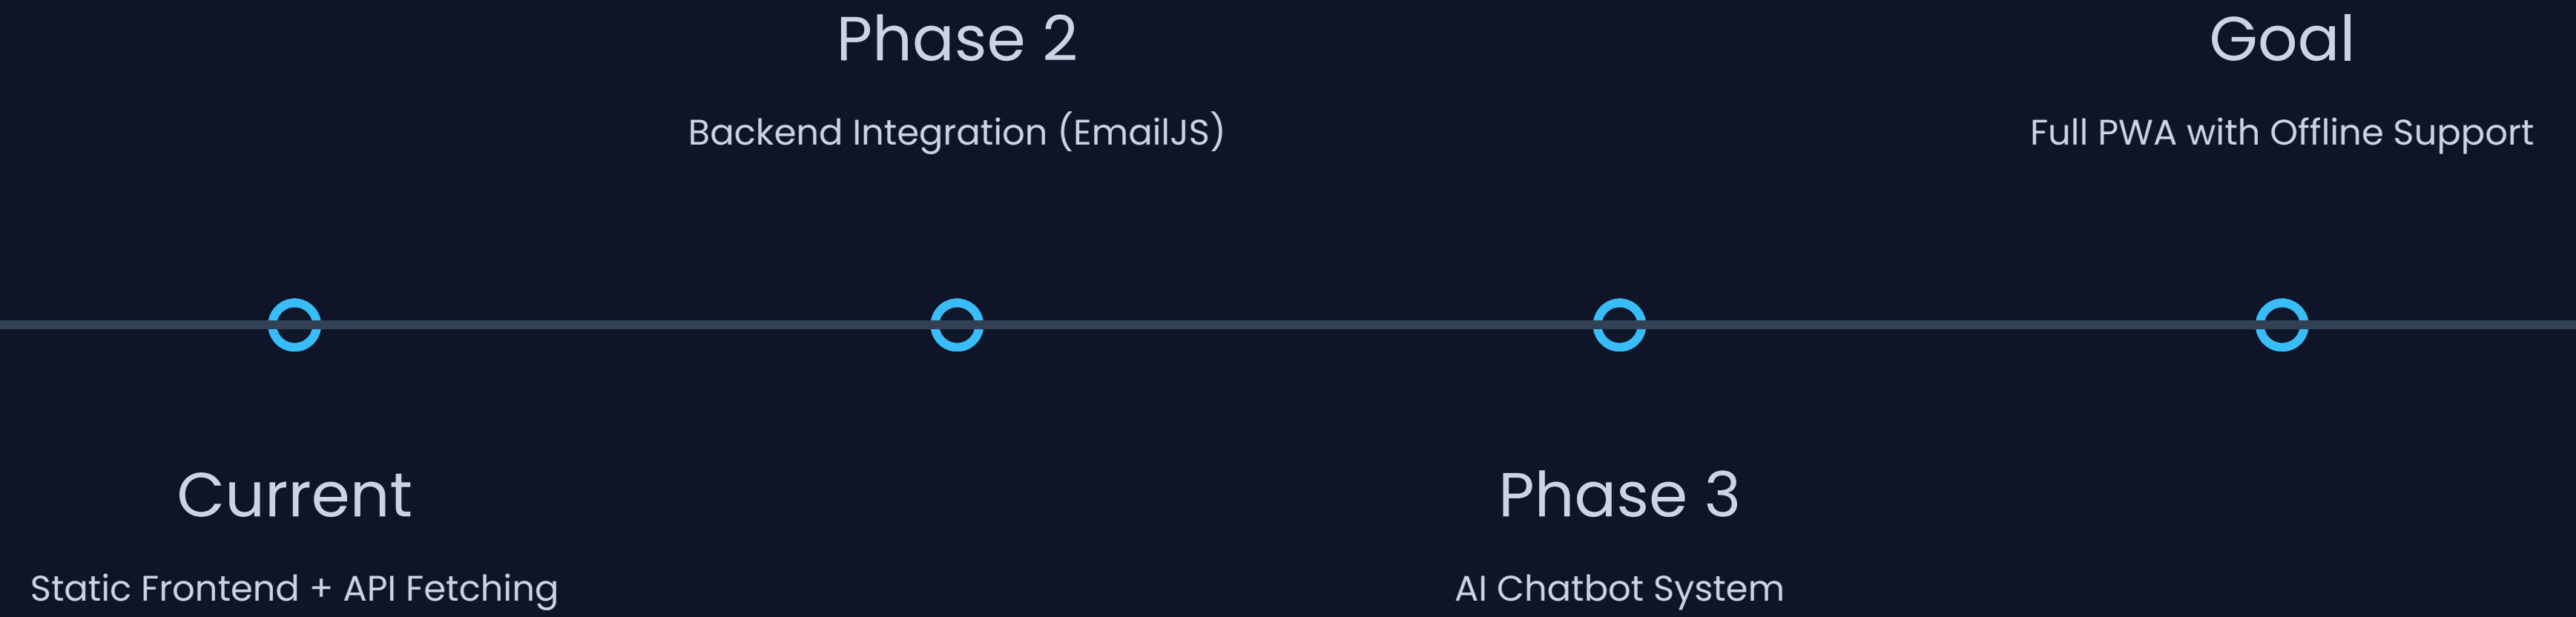 Phase 2
Backend Integration (EmailJS)
Goal
Full PWA with Offline Support
Current
Static Frontend + API Fetching
Phase 3
AI Chatbot System